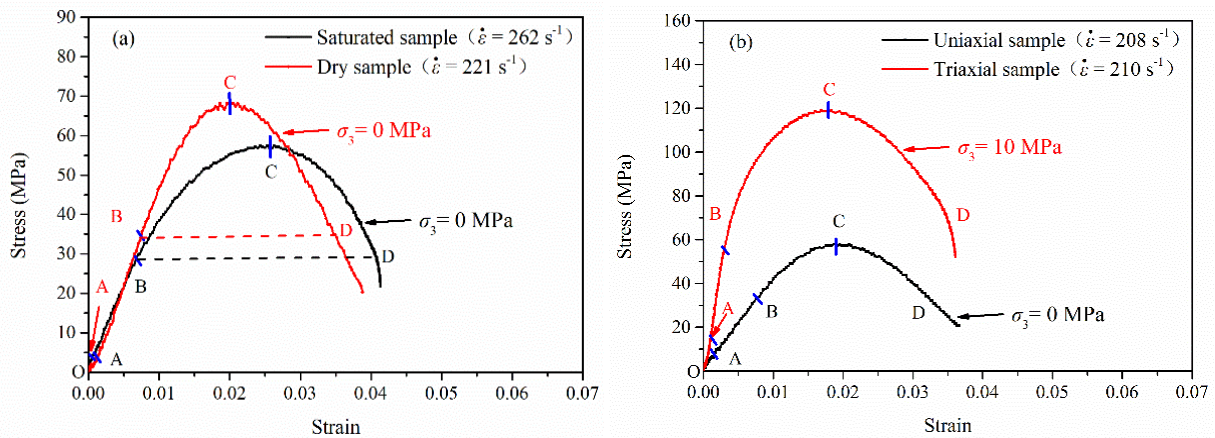 (a)
Saturated sample（ε̇ = 262 s⁻¹）
Dry sample（ε̇ = 221 s⁻¹）
90
80
70
60
50
40
30
20
10
O
Stress (MPa)
C
σ₃= 0 MPa
C
B
D
σ₃= 0 MPa
B
D
A
A
0.00 0.01 0.02 0.03 0.04 0.05 0.06 0.07
Strain
(b)
Uniaxial sample（ε̇ = 208 s⁻¹）
Triaxial sample（ε̇ = 210 s⁻¹）
160
140
120
100
80
60
40
20
O
Stress (MPa)
C
σ₃= 10 MPa
B
D
C
A
B
D
σ₃= 0 MPa
A
0.00 0.01 0.02 0.03 0.04 0.05 0.06 0.07
Strain